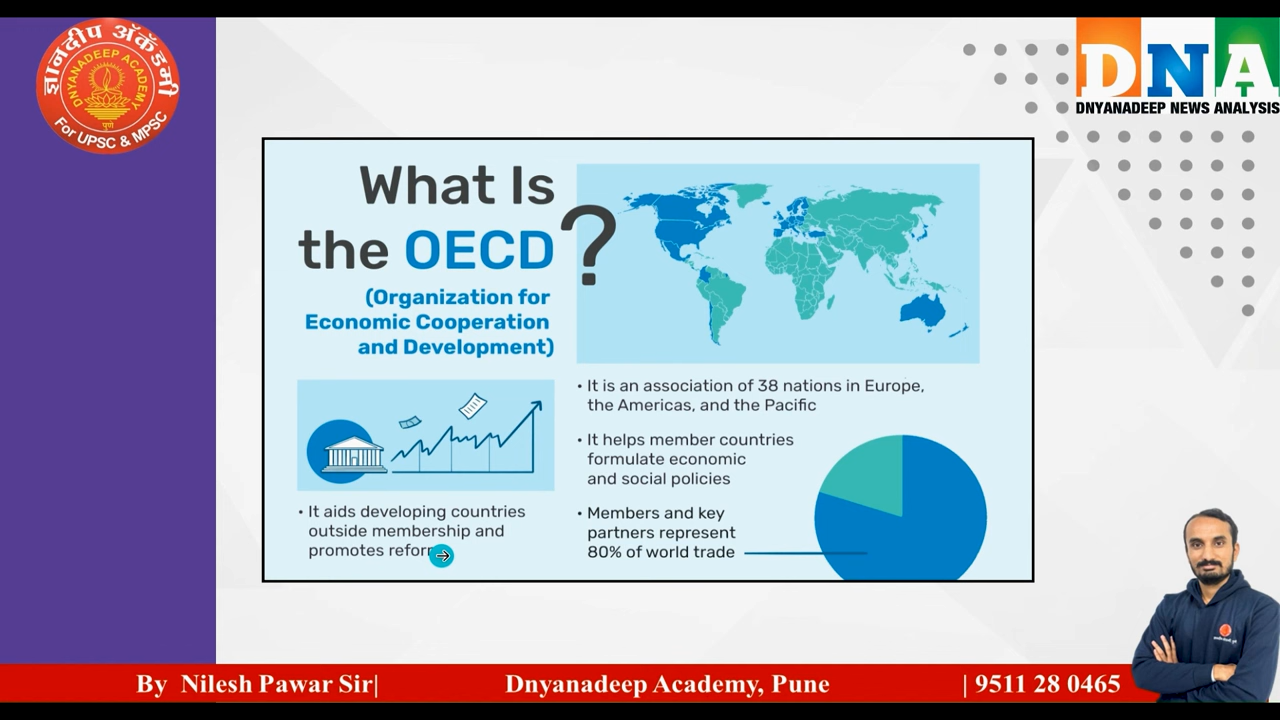 ज्ञानदीप अॅकॅडमी
DNYANADEEP ACADEMY
पुणे
For UPSC & MPSC
DNA
DNYANADEEP NEWS ANALYSIS
What Is
the OECD?
(Organization for
Economic Cooperation
and Development)
• It aids developing countries
outside membership and
promotes refor
• It is an association of 38 nations in Europe,
the Americas, and the Pacific
• It helps member countries
formulate economic
and social policies
• Members and key
partners represent
80% of world trade
By Nilesh Pawar Sir|
Dnyanadeep Academy, Pune
| 9511 28 0465